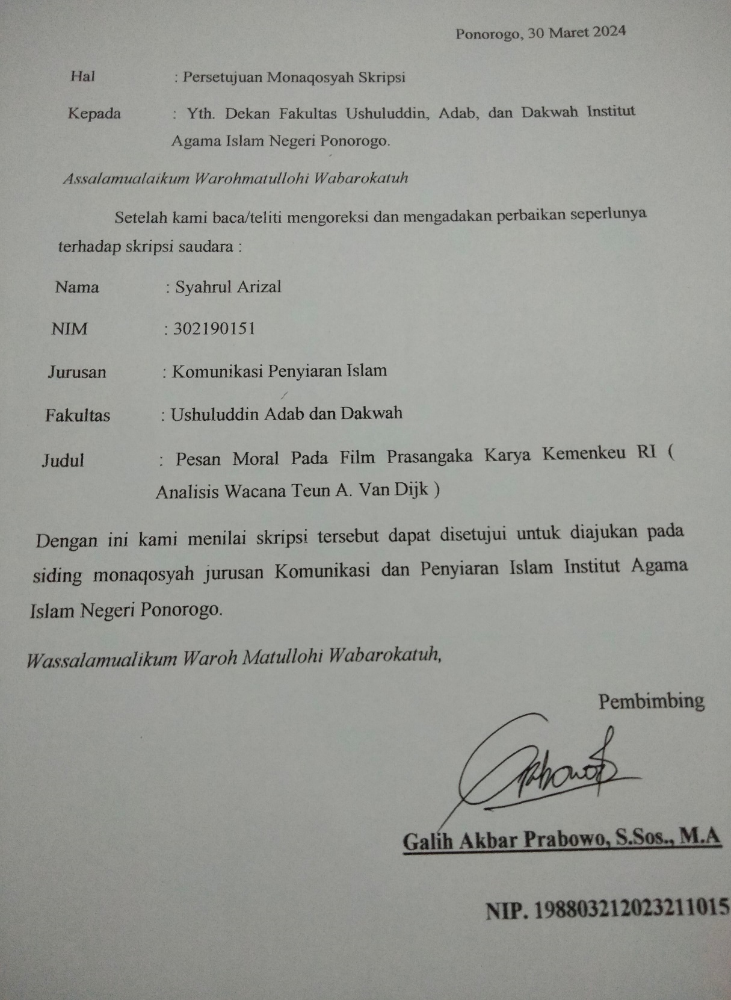 Ponorogo, 30 Maret 2024
Hal : Persetujuan Monaqosyah Skripsi
Kepada : Yth. Dekan Fakultas Ushuluddin, Adab, dan Dakwah Institut
Agama Islam Negeri Ponorogo.
Assalamualaikum Warohmatullohi Wabarokatuh
Setelah kami baca/teliti mengoreksi dan mengadakan perbaikan seperlunya
terhadap skripsi saudara :
Nama : Syahrul Arizal
NIM : 302190151
Jurusan : Komunikasi Penyiaran Islam
Fakultas : Ushuluddin Adab dan Dakwah
Judul : Pesan Moral Pada Film Prasangaka Karya Kemenkeu RI (
Analisis Wacana Teun A. Van Dijk )
Dengan ini kami menilai skripsi tersebut dapat disetujui untuk diajukan pada
siding monaqosyah jurusan Komunikasi dan Penyiaran Islam Institut Agama
Islam Negeri Ponorogo.
Wassalamualikum Waroh Matullohi Wabarokatuh,
Pembimbing
Galih Akbar Prabowo, S.Sos., M.A
NIP. 198803212023211015